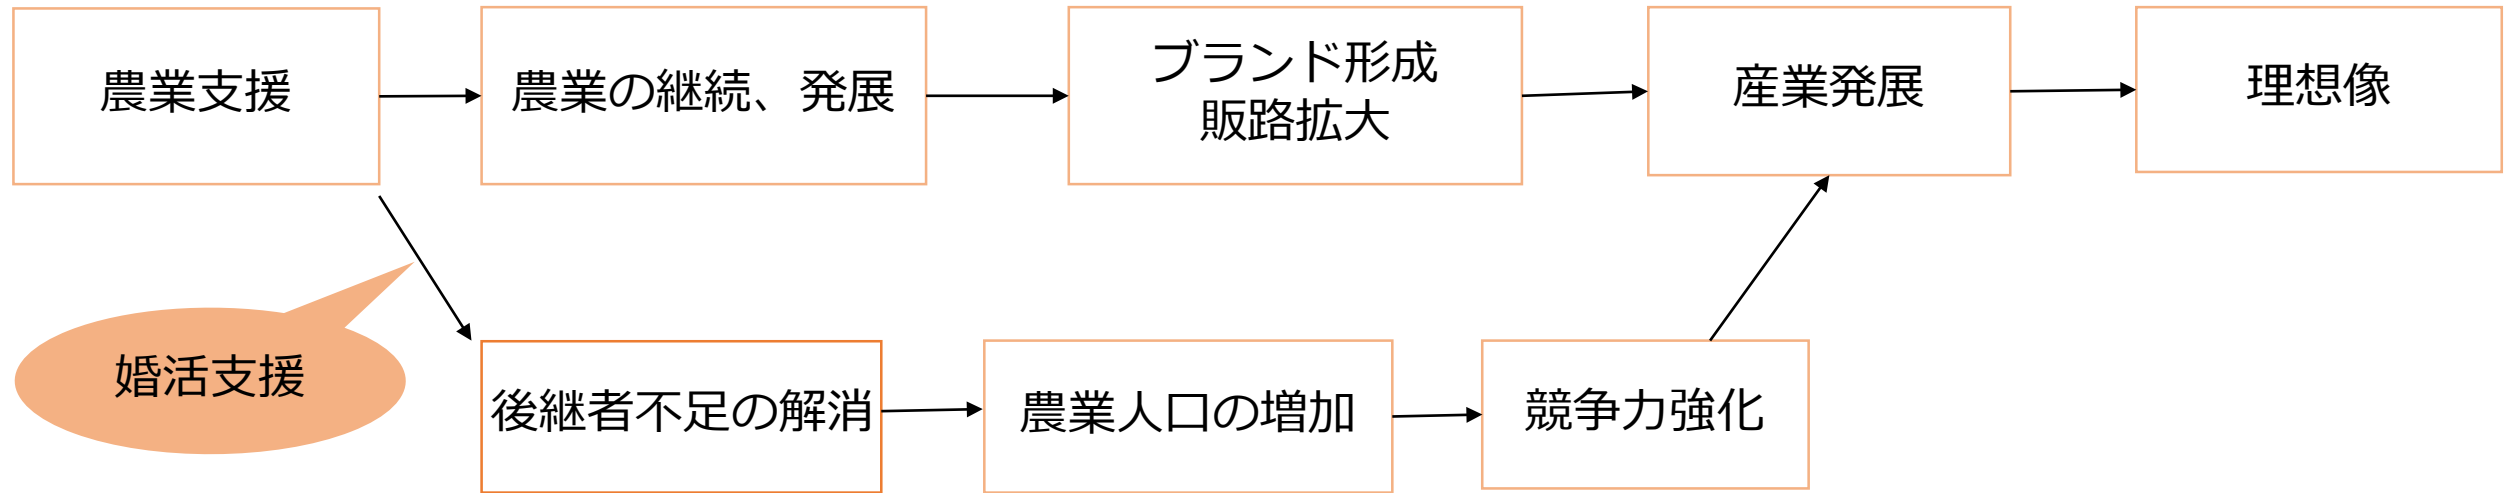 農業支援
農業の継続、発展
ブランド形成
販路拡大
産業発展
理想像
婚活支援
後継者不足の解消
農業人口の増加
競争力強化